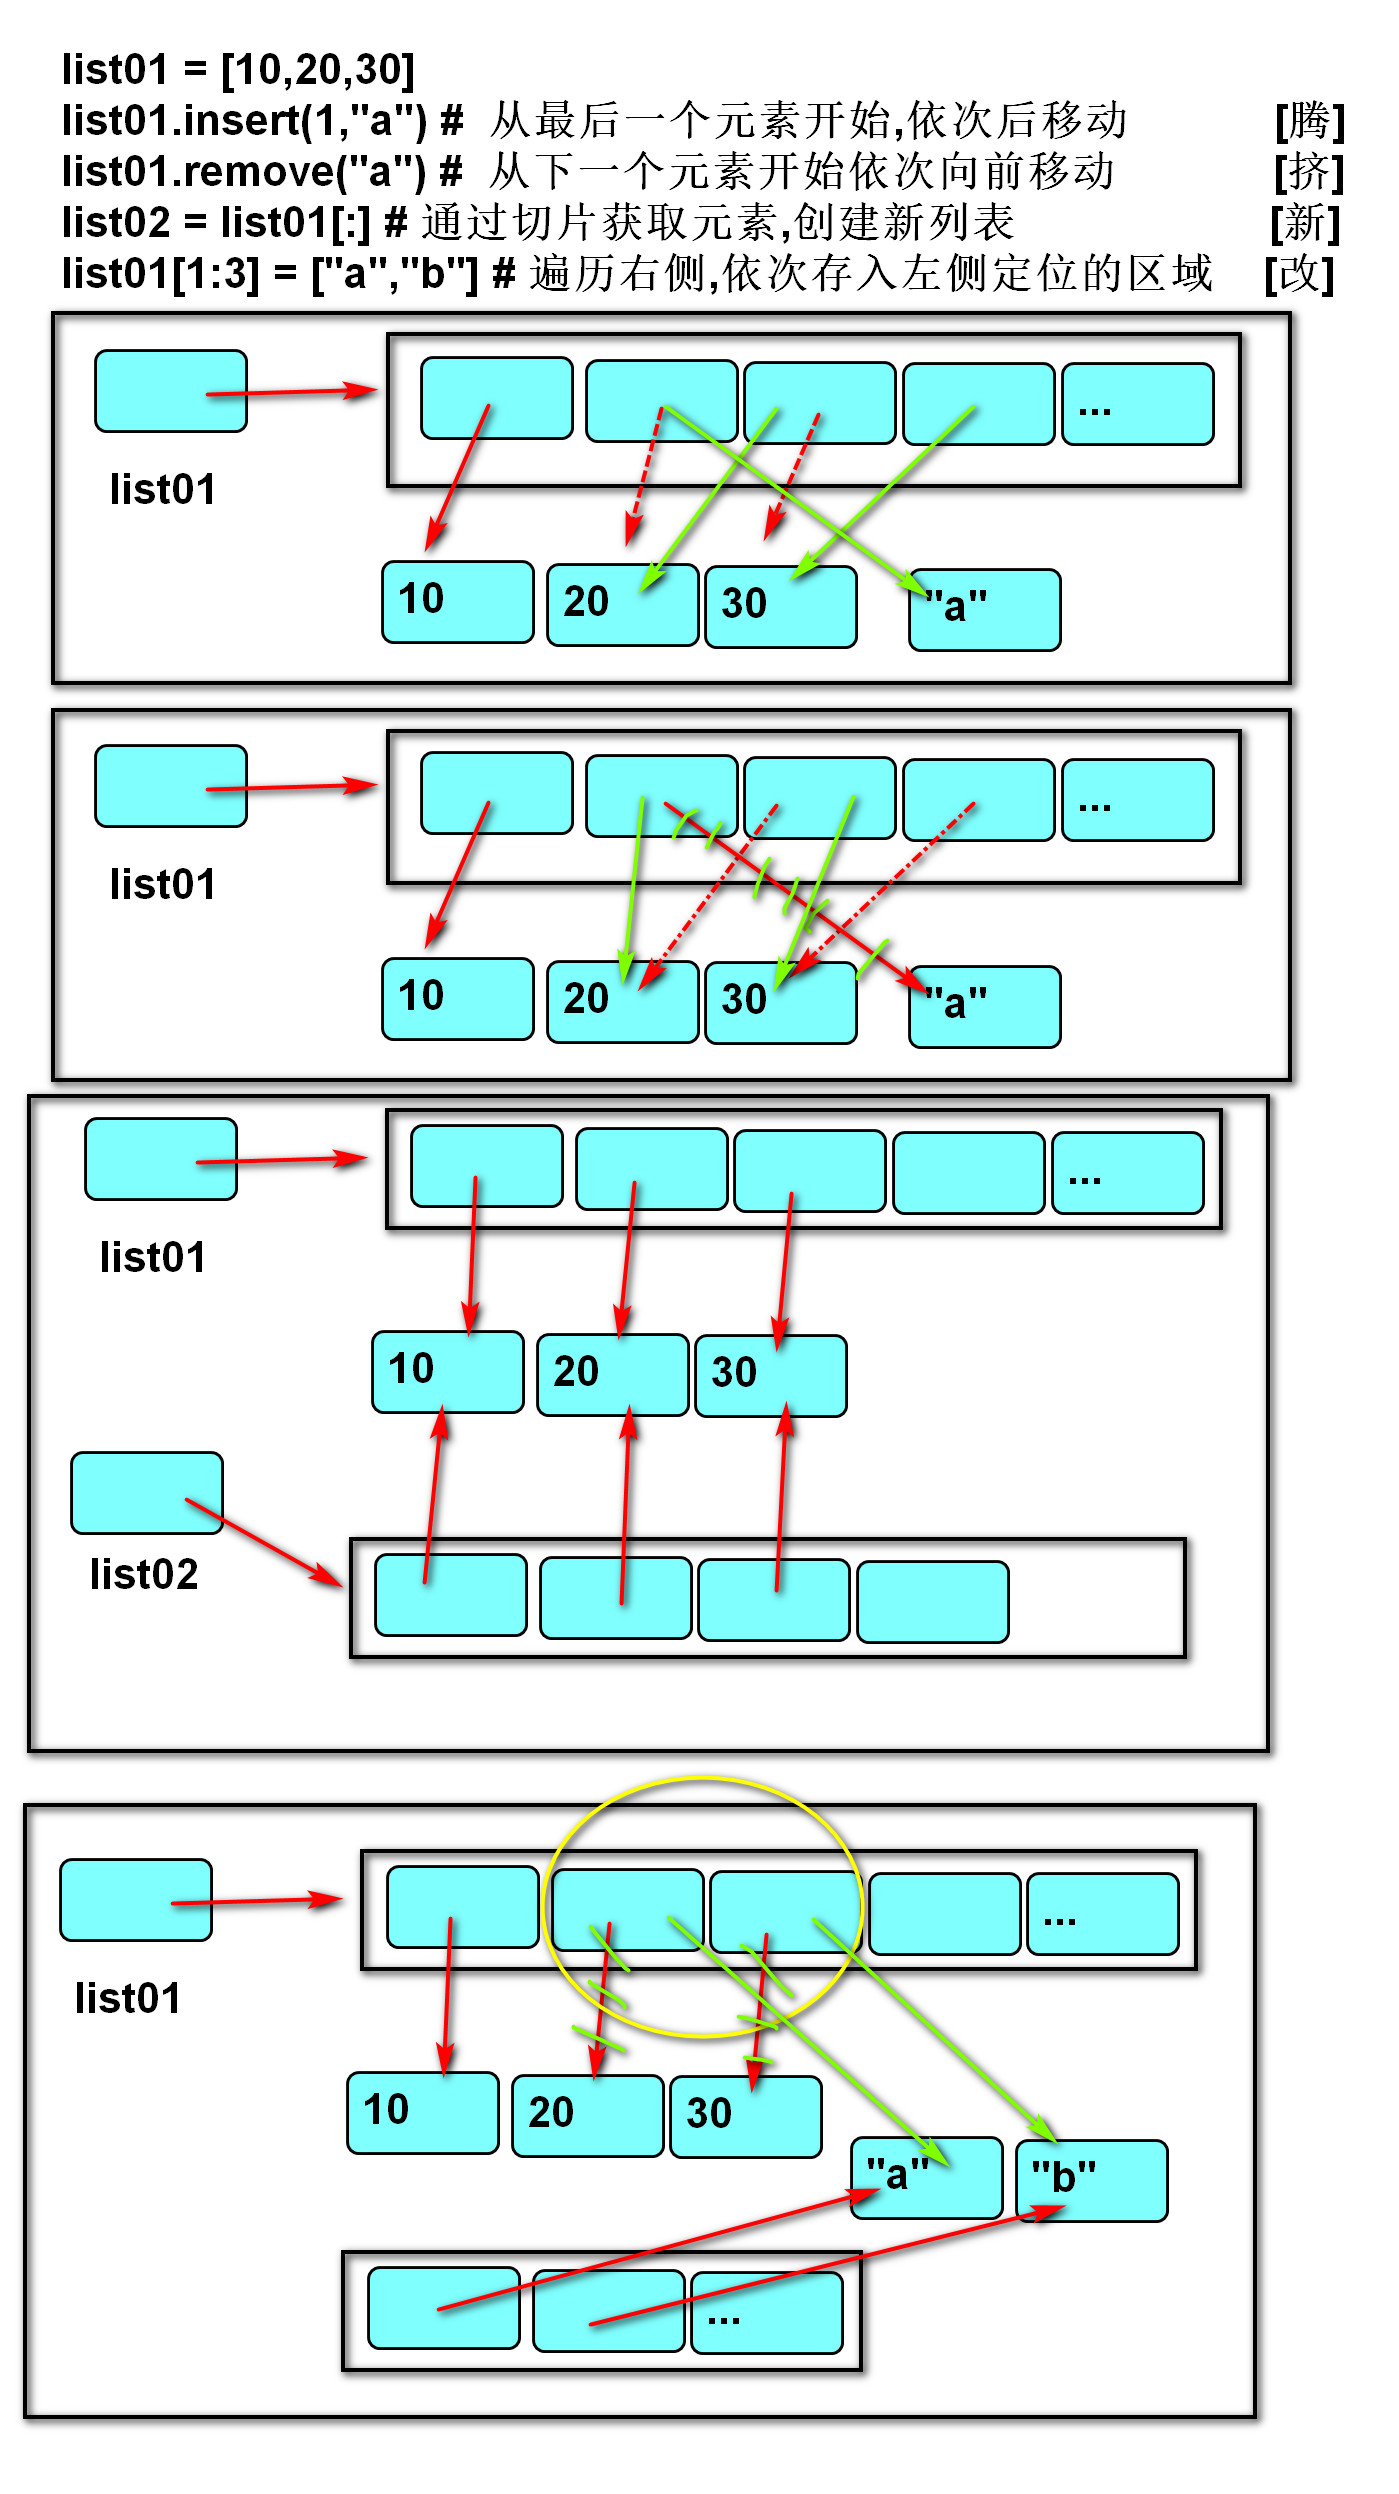 list01 = [10,20,30]
list01.insert(1,"a") # 从最后一个元素开始,依次后移动 [腾]
list01.remove("a") # 从下一个元素开始依次向前移动 [挤]
list02 = list01[:] # 通过切片获取元素,创建新列表 [新]
list01[1:3] = ["a","b"] # 遍历右侧,依次存入左侧定位的区域 [改]
...
list01
10 20 30 "a"
...
list01
10 20 30 "a"
...
list01
10 20 30
list02
...
list01
10 20 30
"a" "b"
...